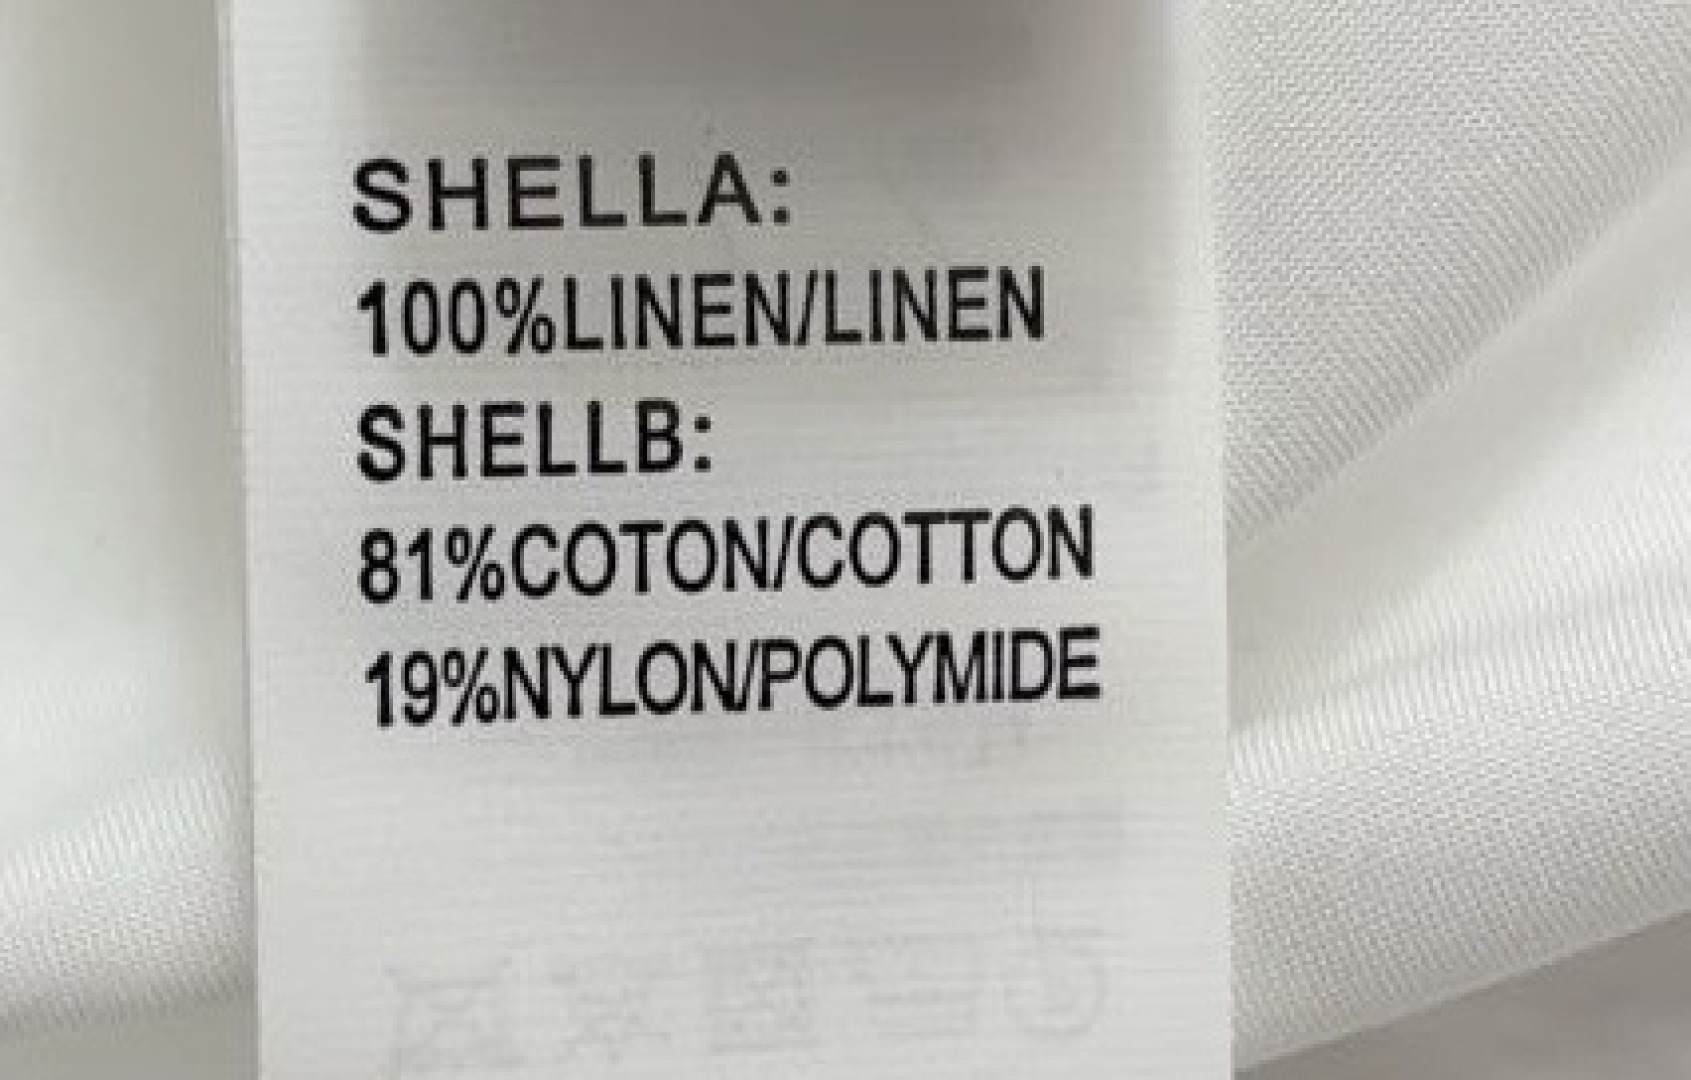 SHELLA:
100%LINEN/LINEN
SHELLB:
81%COTON/COTTON
19%NYLON/POLYMIDE